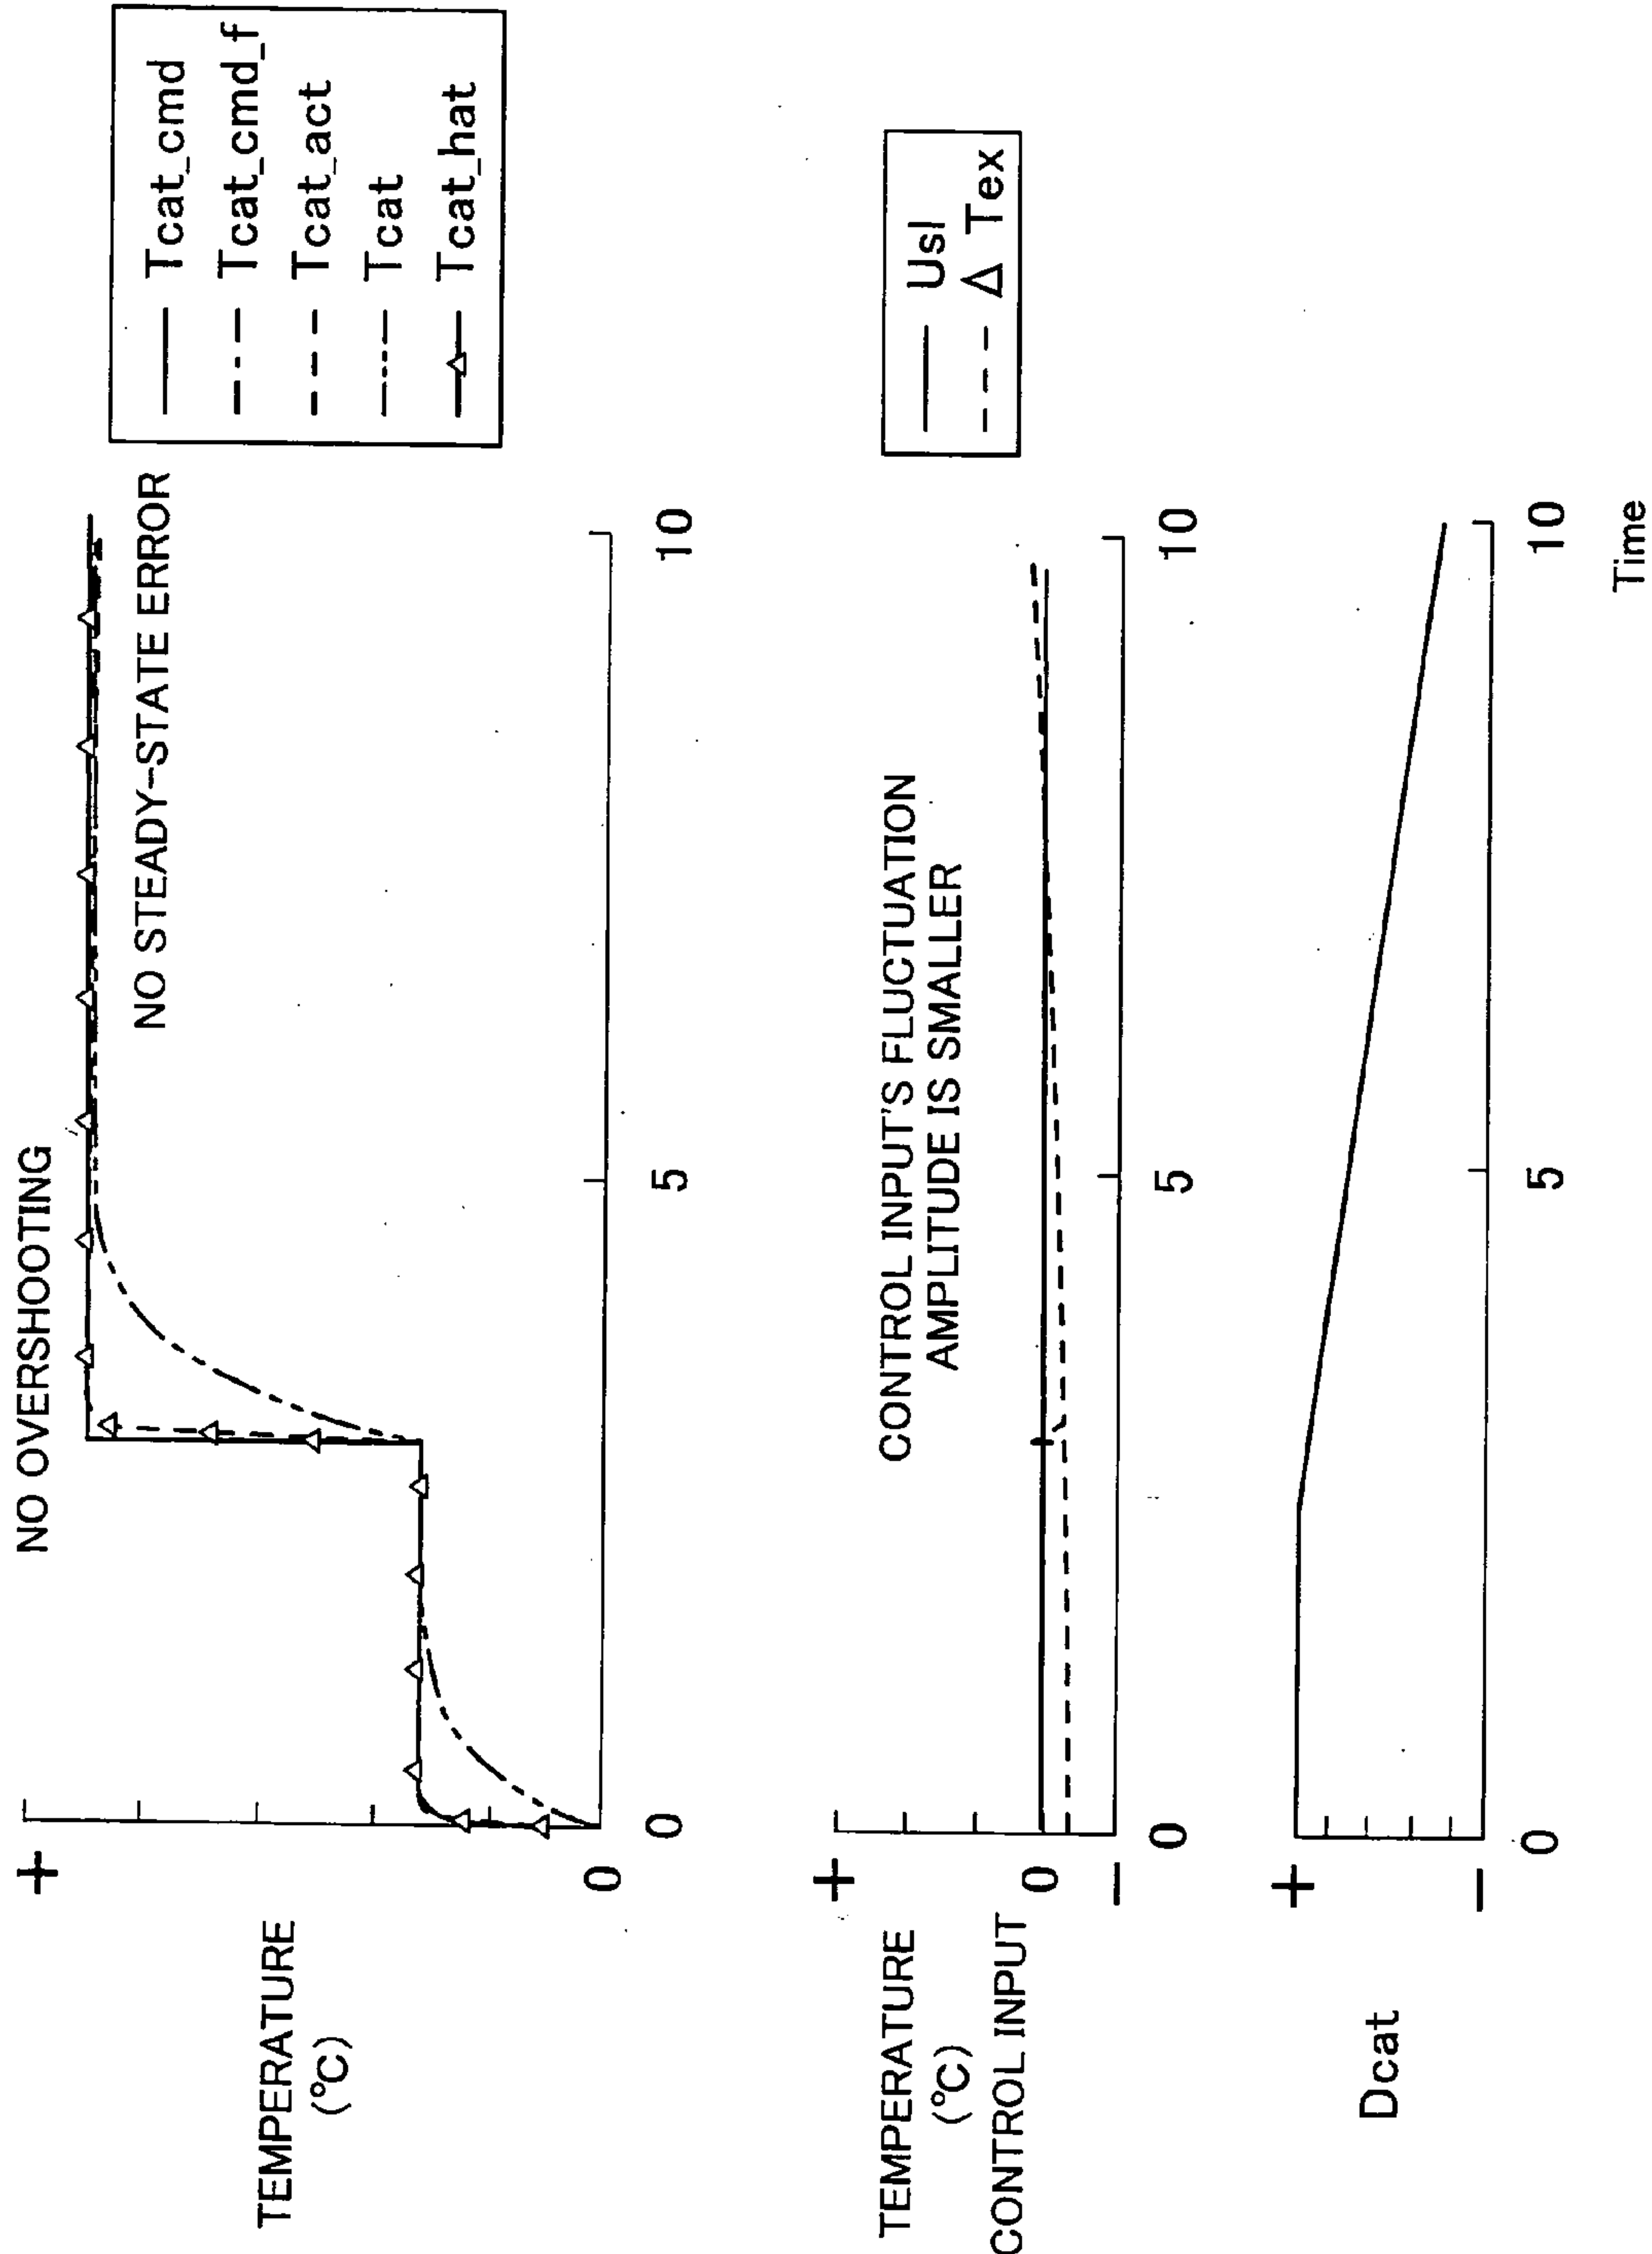 NO OVERSHOOTING
NO STEADY-STATE ERROR
Tcat_cmd
Tcat_cmd_f
Tcat_act
Tcat
Tcat_hat
TEMPERATURE
(°C)
+
0
0
5
10
CONTROL INPUT'S FLUCTUATION
AMPLITUDE IS SMALLER
Usl
Δ Tex
TEMPERATURE
(°C)
CONTROL INPUT
+
0
−
0
5
10
Dcat
+
−
0
5
10
Time